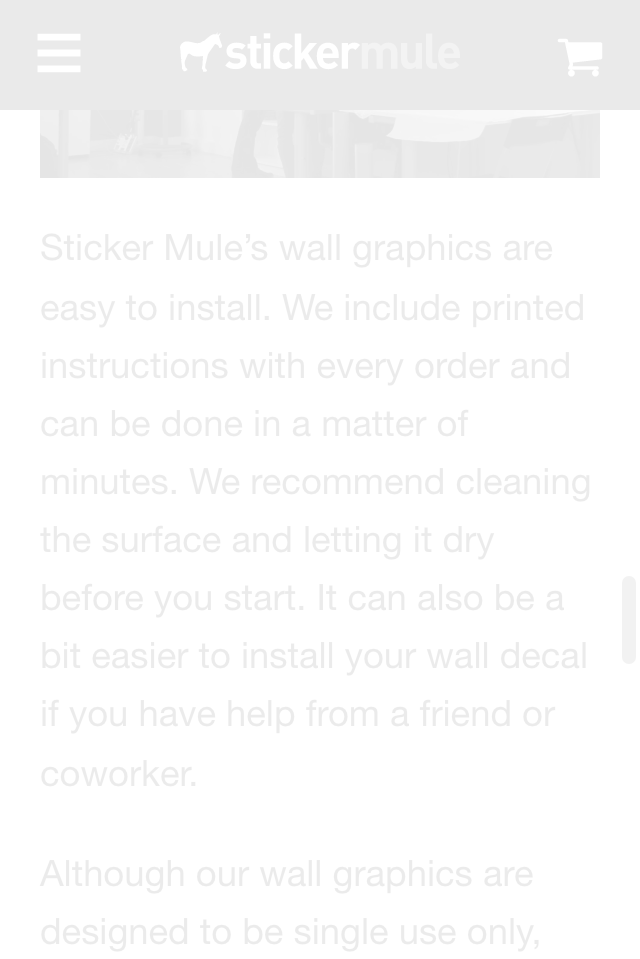 stickermule
Sticker Mule’s wall graphics are
easy to install. We include printed
instructions with every order and
can be done in a matter of
minutes. We recommend cleaning
the surface and letting it dry
before you start. It can also be a
bit easier to install your wall decal
if you have help from a friend or
coworker.
Although our wall graphics are
designed to be single use only,